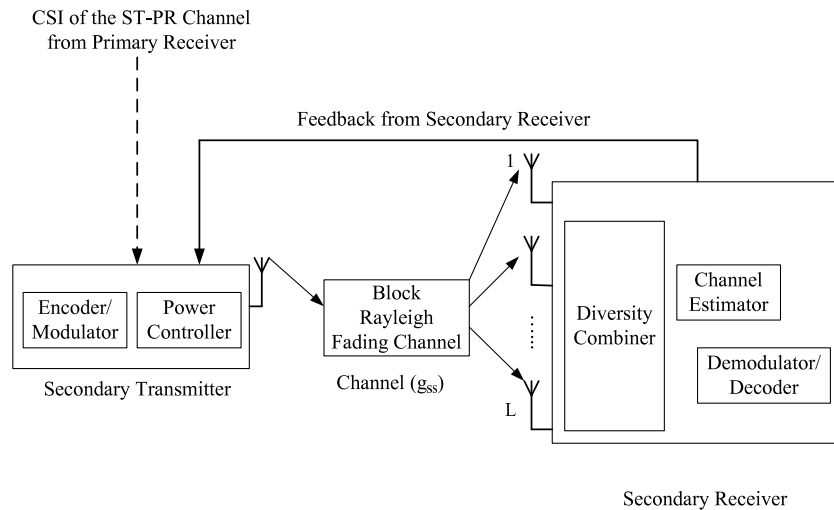 CSI of the ST-PR Channel
from Primary Receiver
Feedback from Secondary Receiver
1
Encoder/
Modulator
Power
Controller
Secondary Transmitter
Block
Rayleigh
Fading Channel
Channel (gss)
L
Diversity
Combiner
Channel
Estimator
Demodulator/
Decoder
Secondary Receiver